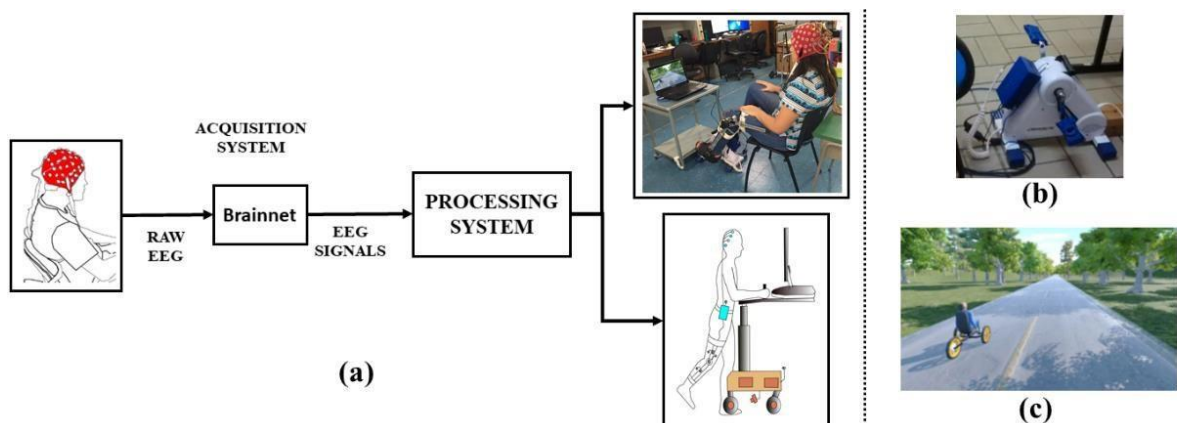 ACQUISITION
SYSTEM
Brainnet
RAW
EEG
EEG
SIGNALS
PROCESSING
SYSTEM
(a)
(b)
(c)